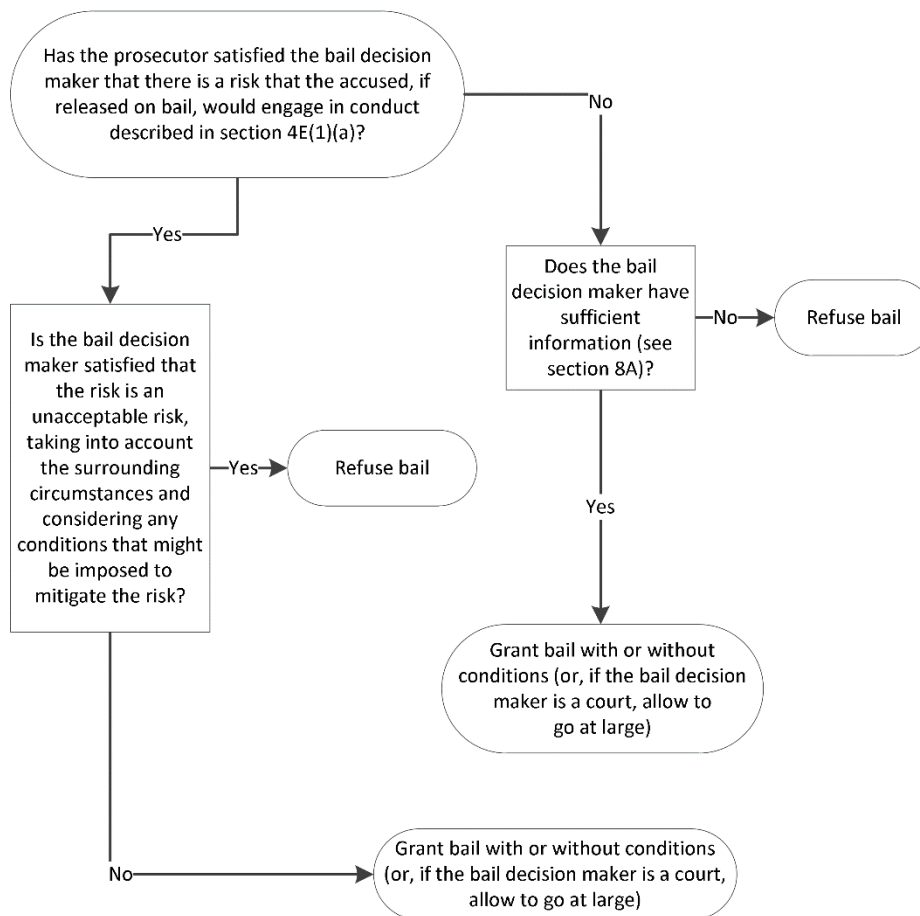 Has the prosecutor satisfied the bail decision
maker that there is a risk that the accused, if
released on bail, would engage in conduct
described in section 4E(1)(a)?
No
Yes
Does the bail
decision maker have
sufficient
information (see
section 8A)?
No
Refuse bail
Is the bail decision
maker satisfied that
the risk is an
unacceptable risk,
taking into account
the surrounding
circumstances and
considering any
conditions that might
be imposed to
mitigate the risk?
Yes
Refuse bail
Yes
Grant bail with or without
conditions (or, if the bail decision
maker is a court, allow to
go at large)
No
Grant bail with or without conditions
(or, if the bail decision maker is a court,
allow to go at large)